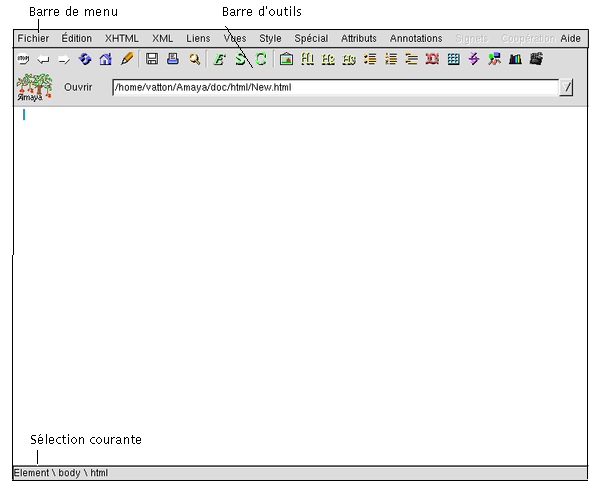 Barre de menu
Barre d'outils
Fichier Édition XHTML XML Liens Vues Style Spécial Attributs Annotations Signets Coopération Aide
STOP E S C H1 H2 H3
Amaya Ouvrir /home/vatton/Amaya/doc/html/New.html /
Sélection courante
Element \ body \ html